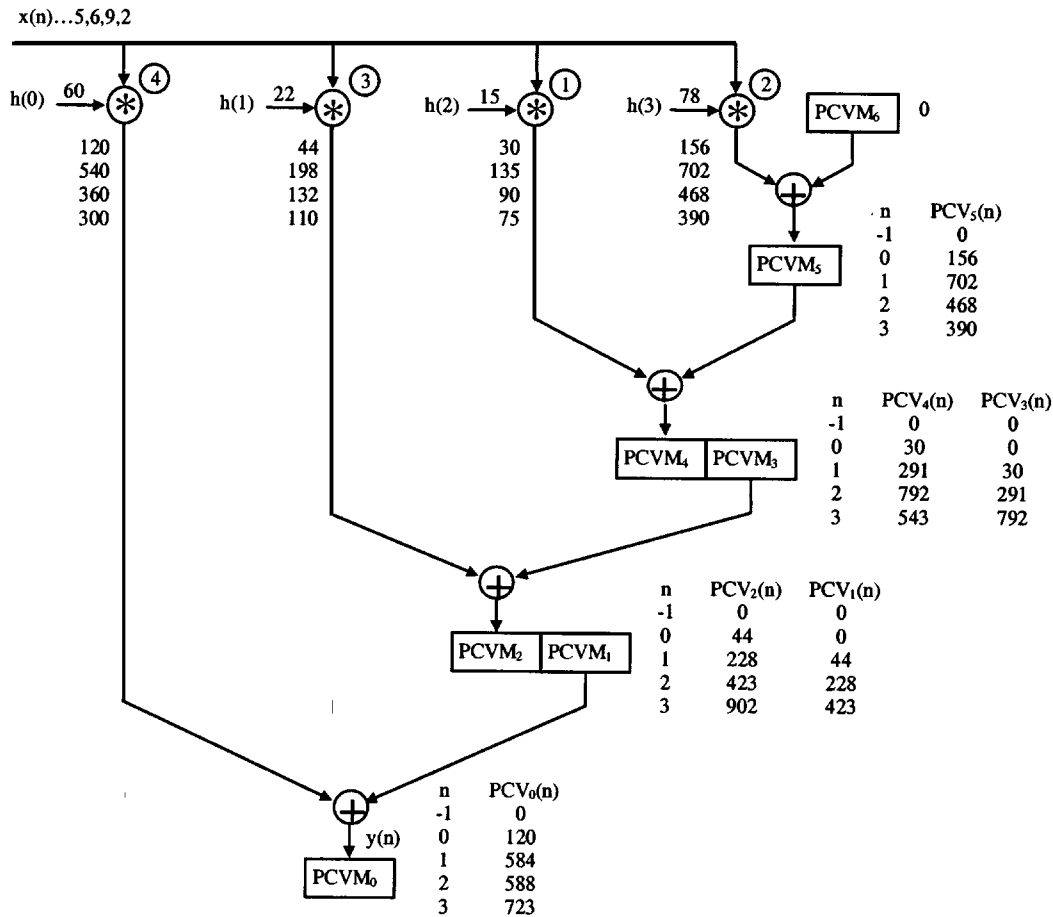 x(n)...5,6,9,2
4
3
1
2
h(0) 60 *
h(1) 22 *
h(2) 15 *
h(3) 78 *
PCVM6 0
120
540
360
300
44
198
132
110
30
135
90
75
156
702
468
390
+
n PCV5(n)
-1 0
0 156
1 702
2 468
3 390
PCVM5
+
n PCV4(n) PCV3(n)
-1 0 0
0 30 0
1 291 30
2 792 291
3 543 792
PCVM4 PCVM3
+
n PCV2(n) PCV1(n)
-1 0 0
0 44 0
1 228 44
2 423 228
3 902 423
PCVM2 PCVM1
+
y(n)
n PCV0(n)
-1 0
0 120
1 584
2 588
3 723
PCVM0